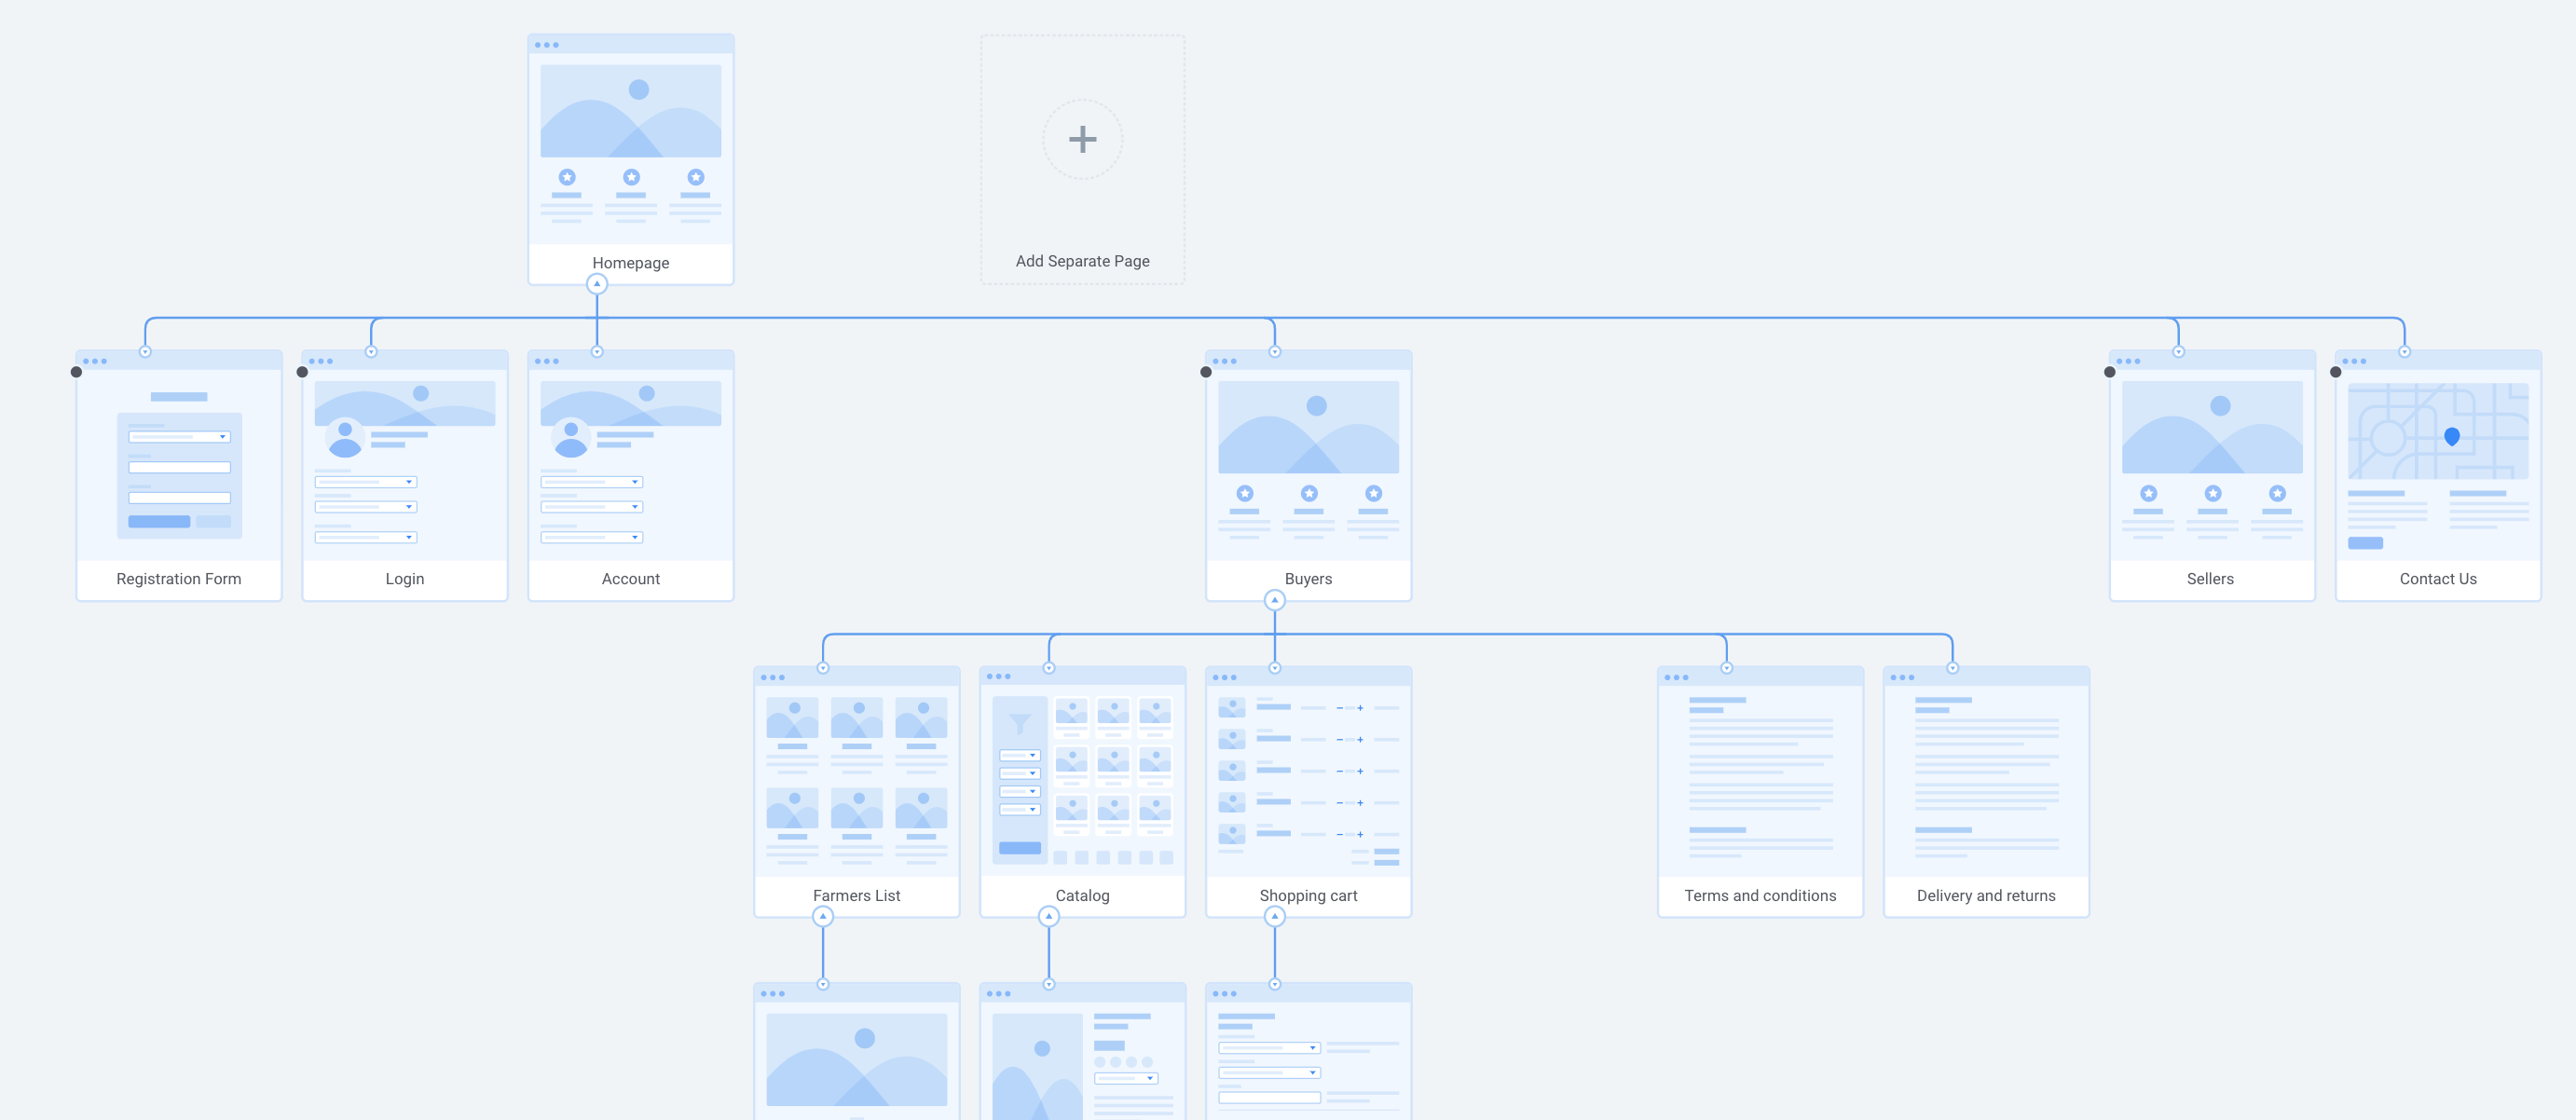 Homepage
Add Separate Page
Registration Form
Login
Account
Buyers
Sellers
Contact Us
Farmers List
Catalog
Shopping cart
Terms and conditions
Delivery and returns